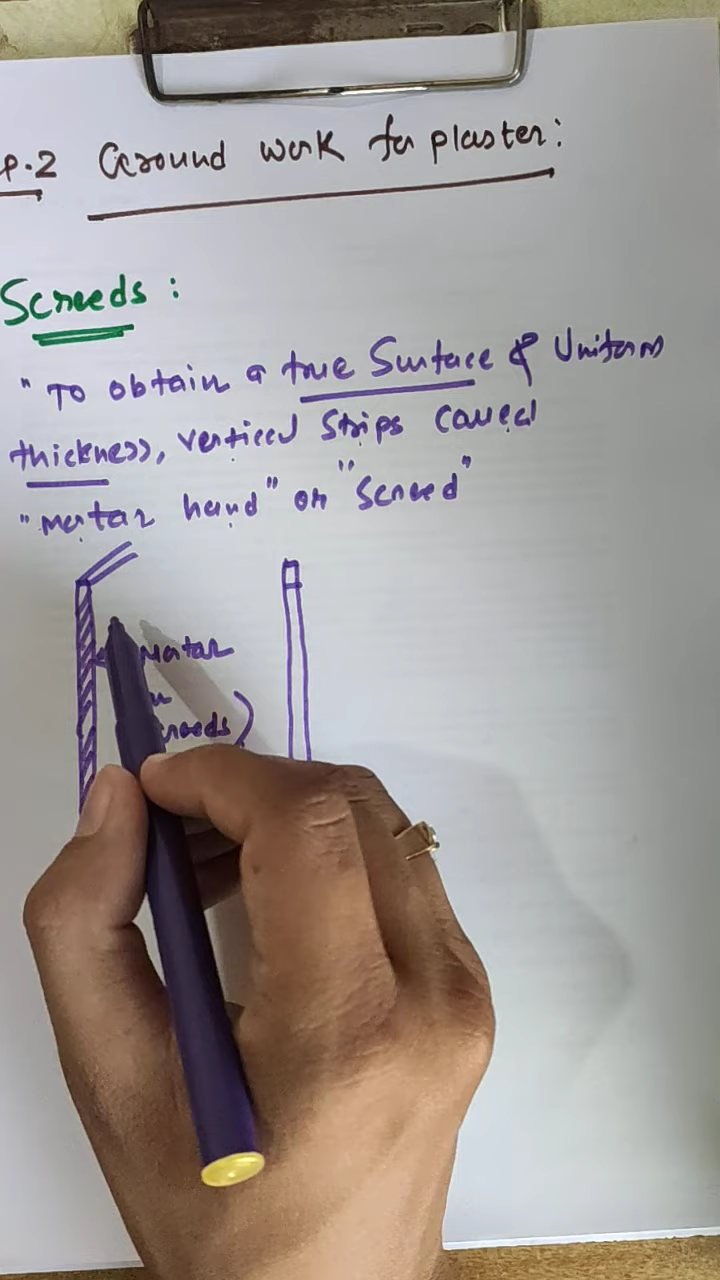 p.2 Ground work for plaster:
Screeds :
"To obtain a true Surface & Uniform
thickness, vertical strips called
"mortar band" or "Screed"
Mortar